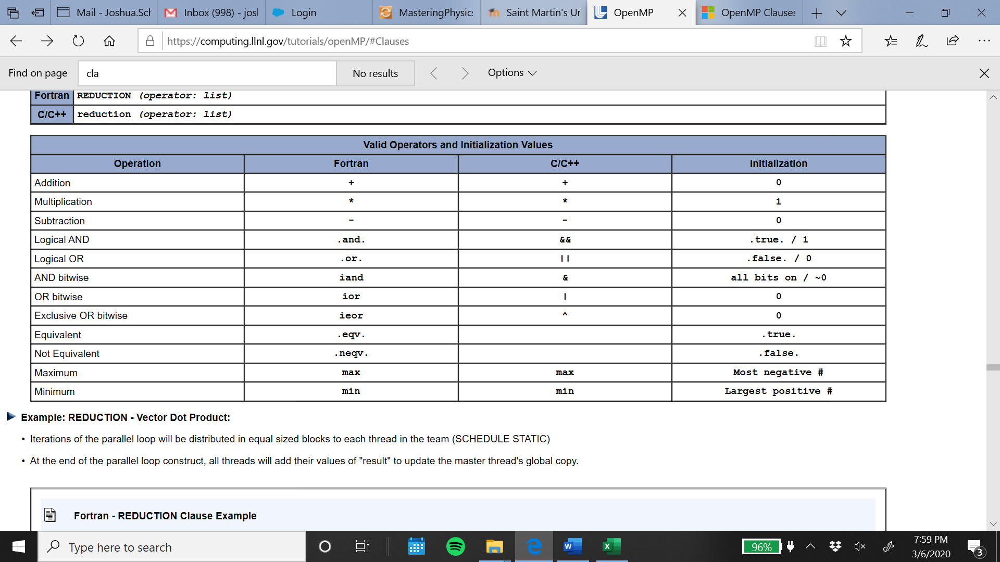 Mail - Joshua.Sch
Inbox (998) - josl
Login
MasteringPhysics
Saint Martin's Ur
OpenMP
OpenMP Clauses
https://computing.llnl.gov/tutorials/openMP/#Clauses
Find on page
cla
No results
Options
Fortran REDUCTION (operator: list)
C/C++ reduction (operator: list)
Valid Operators and Initialization Values
Operation Fortran C/C++ Initialization
Addition + + 0
Multiplication * * 1
Subtraction - - 0
Logical AND .and. && .true. / 1
Logical OR .or. || .false. / 0
AND bitwise iand & all bits on / ~0
OR bitwise ior | 0
Exclusive OR bitwise ieor ^ 0
Equivalent .eqv. .true.
Not Equivalent .neqv. .false.
Maximum max max Most negative #
Minimum min min Largest positive #
Example: REDUCTION - Vector Dot Product:
• Iterations of the parallel loop will be distributed in equal sized blocks to each thread in the team (SCHEDULE STATIC)
• At the end of the parallel loop construct, all threads will add their values of "result" to update the master thread's global copy.
Fortran - REDUCTION Clause Example
Type here to search
W
X
96%
7:59 PM
3/6/2020
3